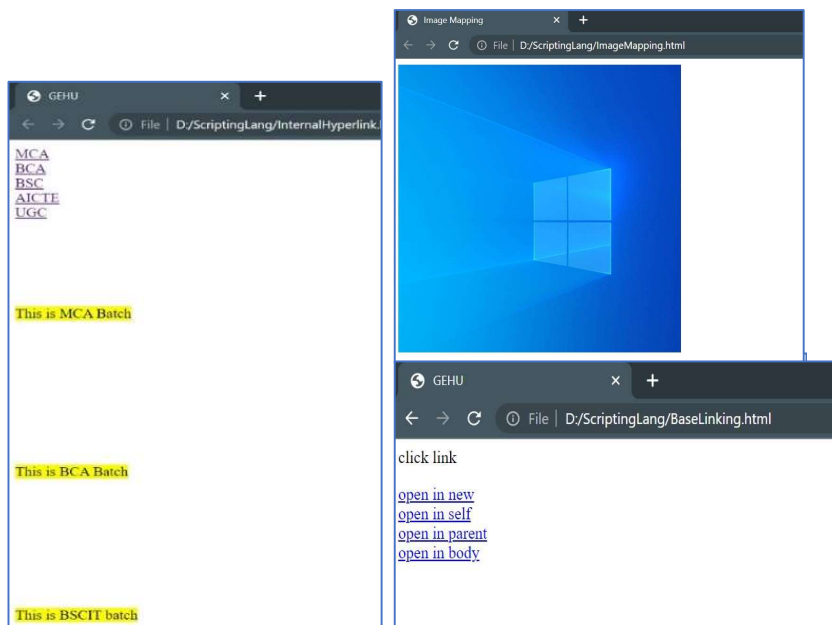 GEHU
File | D:/ScriptingLang/InternalHyperlink.
MCA
BCA
BSC
AICTE
UGC
This is MCA Batch
This is BCA Batch
This is BSCIT batch
Image Mapping
File | D:/ScriptingLang/ImageMapping.html
GEHU
File | D:/ScriptingLang/BaseLinking.html
click link
open in new
open in self
open in parent
open in body